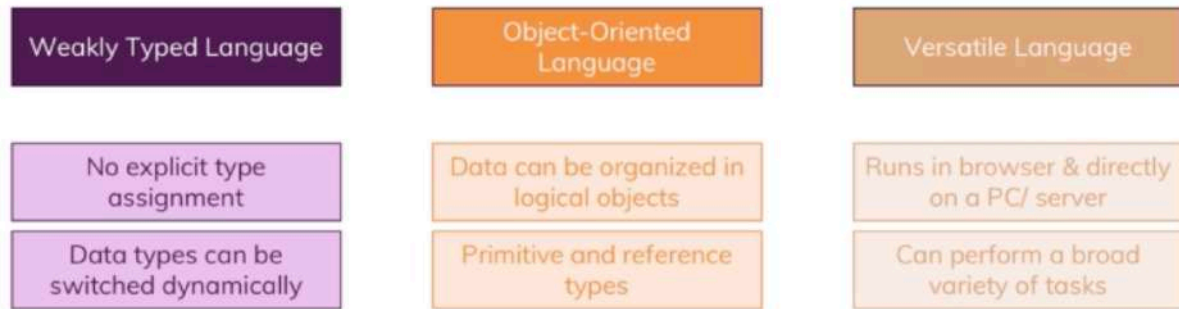 Weakly Typed Language
Object-Oriented
Language
Versatile Language
No explicit type
assignment
Data can be organized in
logical objects
Runs in browser & directly
on a PC/ server
Data types can be
switched dynamically
Primitive and reference
types
Can perform a broad
variety of tasks